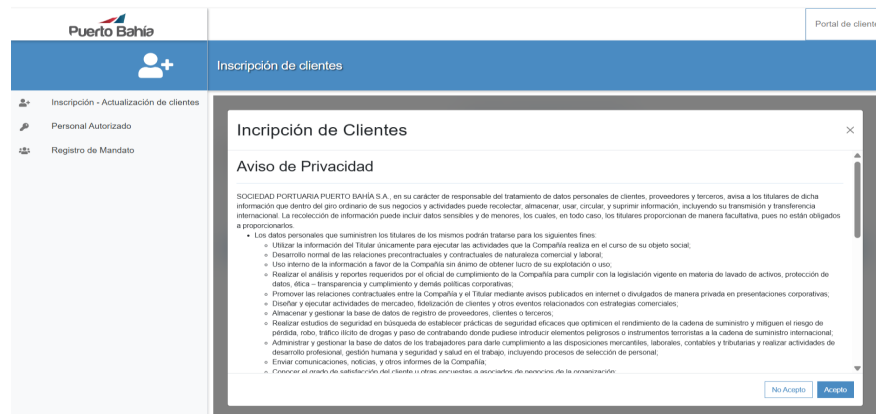 Puerto Bahía
Portal de cliente
Inscripción de clientes
Inscripción - Actualización de clientes
Personal Autorizado
Registro de Mandato
Incripción de Clientes
×
Aviso de Privacidad
SOCIEDAD PORTUARIA PUERTO BAHÍA S.A., en su carácter de responsable del tratamiento de datos personales de clientes, proveedores y terceros, avisa a los titulares de dicha
información que dentro del giro ordinario de sus negocios y actividades puede recolectar, almacenar, usar, circular, y suprimir información, incluyendo su transmisión y transferencia
internacional. La recolección de información puede incluir datos sensibles y de menores, los cuales, en todo caso, los titulares proporcionan de manera facultativa, pues no están obligados
a proporcionarlos.
• Los datos personales que suministren los titulares de los mismos podrán tratarse para los siguientes fines:
○ Utilizar la información del Titular únicamente para ejecutar las actividades que la Compañía realiza en el curso de su objeto social;
○ Desarrollo normal de las relaciones precontractuales y contractuales de naturaleza comercial y laboral;
○ Uso interno de la información a favor de la Compañía sin ánimo de obtener lucro de su explotación o uso;
○ Realizar el análisis y reportes requeridos por el oficial de cumplimiento de la Compañía para cumplir con la legislación vigente en materia de lavado de activos, protección de
datos, ética – transparencia y cumplimiento y demás políticas corporativas;
○ Promover las relaciones contractuales entre la Compañía y el Titular mediante avisos publicados en internet o divulgados de manera privada en presentaciones corporativas;
○ Diseñar y ejecutar actividades de mercadeo, fidelización de clientes y otros eventos relacionados con estrategias comerciales;
○ Almacenar y gestionar la base de datos de registro de proveedores, clientes o terceros;
○ Realizar estudios de seguridad en búsqueda de establecer prácticas de seguridad eficaces que optimicen el rendimiento de la cadena de suministro y mitiguen el riesgo de
pérdida, robo, tráfico ilícito de drogas y paso de contrabando donde pudiese introducir elementos peligrosos o instrumentos terroristas a la cadena de suministro internacional;
○ Administrar y gestionar la base de datos de los trabajadores para darle cumplimiento a las disposiciones mercantiles, laborales, contables y tributarias y realizar actividades de
desarrollo profesional, gestión humana y seguridad y salud en el trabajo, incluyendo procesos de selección de personal;
○ Enviar comunicaciones, noticias, y otros informes de la Compañía;
○ Conocer el grado de satisfacción del cliente u otras encuestas a asociados de negocios de la organización;
No Acepto
Acepto